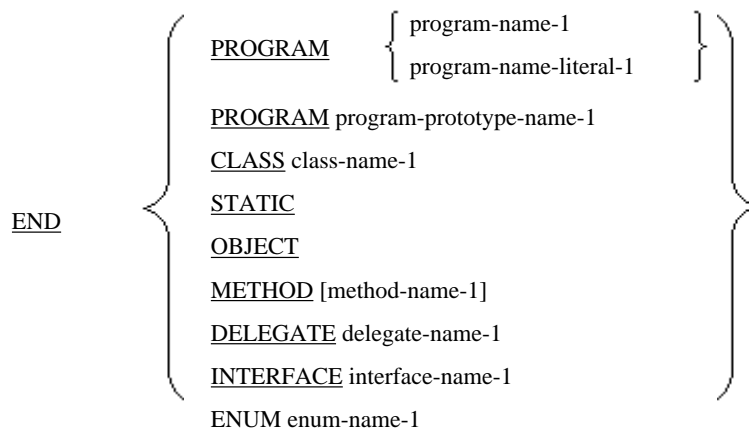 PROGRAM program-name-1
program-name-literal-1
PROGRAM program-prototype-name-1
CLASS class-name-1
STATIC
END
OBJECT
METHOD [method-name-1]
DELEGATE delegate-name-1
INTERFACE interface-name-1
ENUM enum-name-1